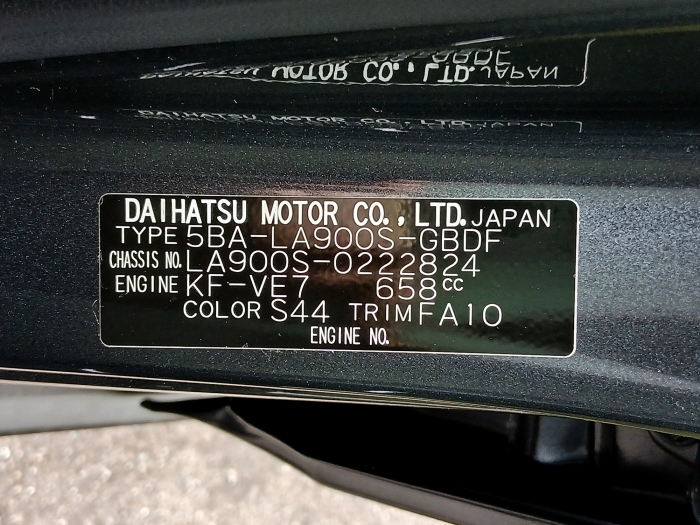 DAIHATSU MOTOR CO., LTD. JAPAN
TYPE 5BA-LA900S-GBDF
CHASSIS NO. LA900S-0222824
ENGINE KF-VE7 658cc
COLOR S44 TRIM FA10
ENGINE NO.